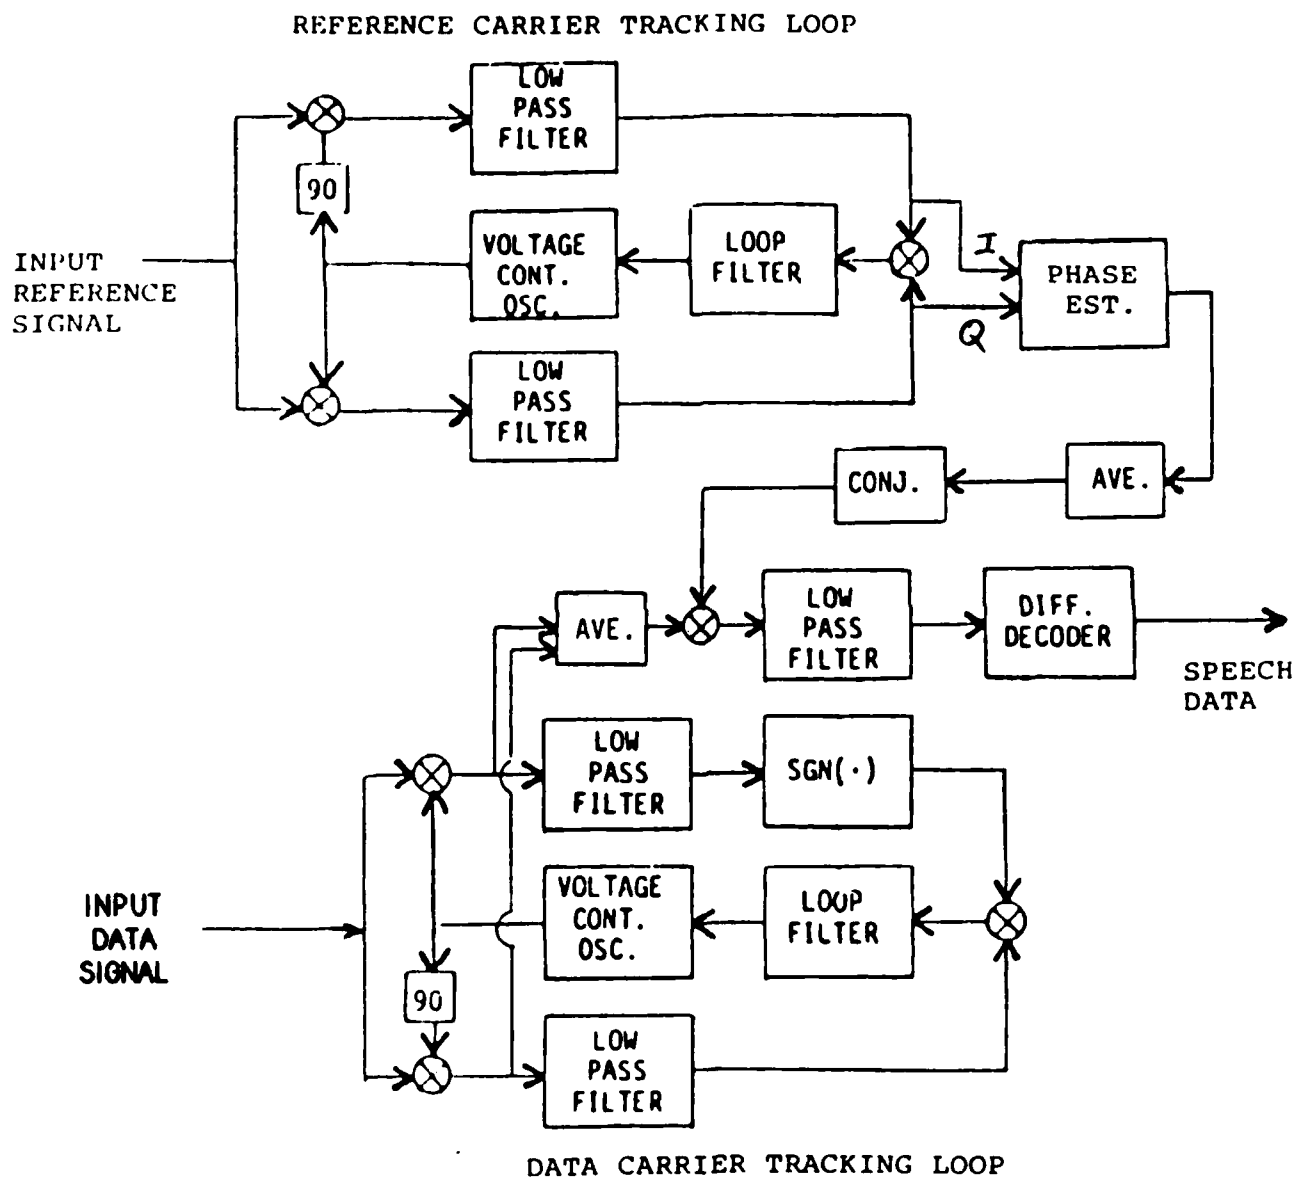 REFERENCE CARRIER TRACKING LOOP
LOW
PASS
FILTER
90
INPUT
REFERENCE
SIGNAL
VOLTAGE
CONT.
OSC.
LOOP
FILTER
I
Q
PHASE
EST.
LOW
PASS
FILTER
CONJ.
AVE.
AVE.
LOW
PASS
FILTER
DIFF.
DECODER
SPEECH
DATA
LOW
PASS
FILTER
SGN(·)
INPUT
DATA
SIGNAL
VOLTAGE
CONT.
OSC.
LOOP
FILTER
90
LOW
PASS
FILTER
DATA CARRIER TRACKING LOOP